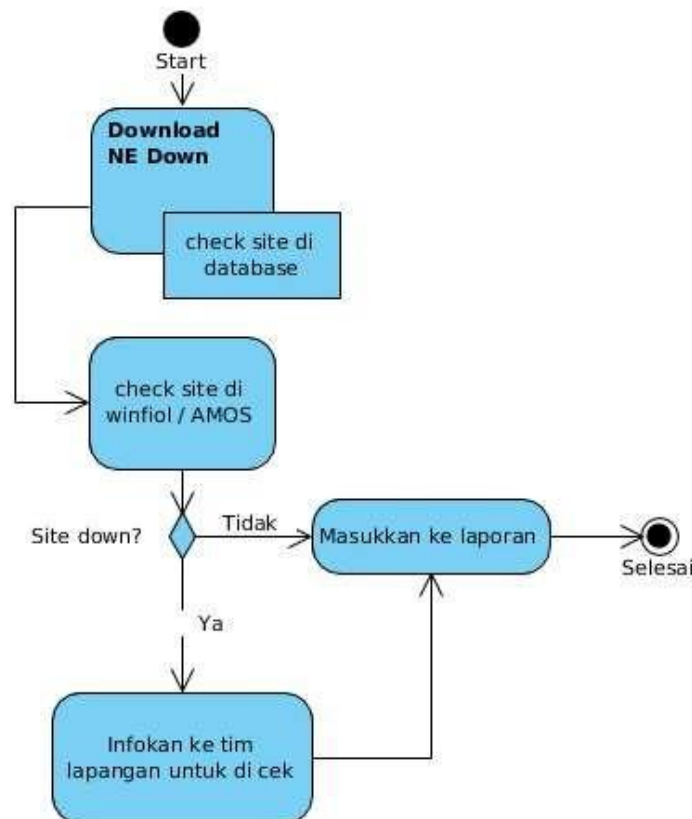 Start
Download
NE Down
check site di
database
check site di
winfiol / AMOS
Site down?
Tidak
Masukkan ke laporan
Selesai
Ya
Infokan ke tim
lapangan untuk di cek